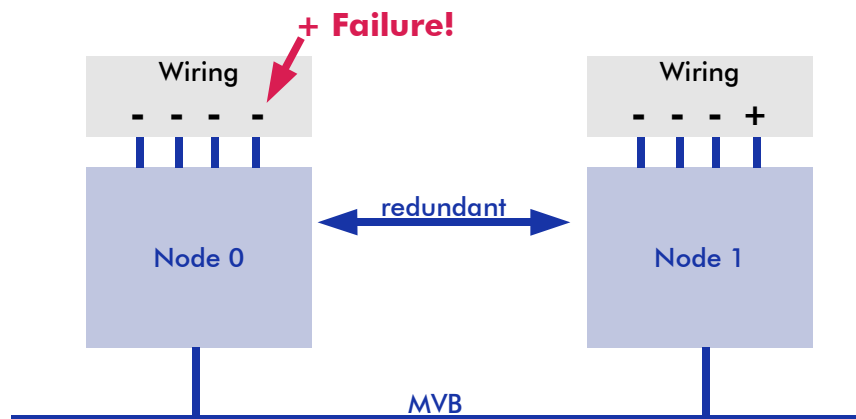 + Failure!
Wiring
Wiring
- - - -
- - - +
redundant
Node 0
Node 1
MVB